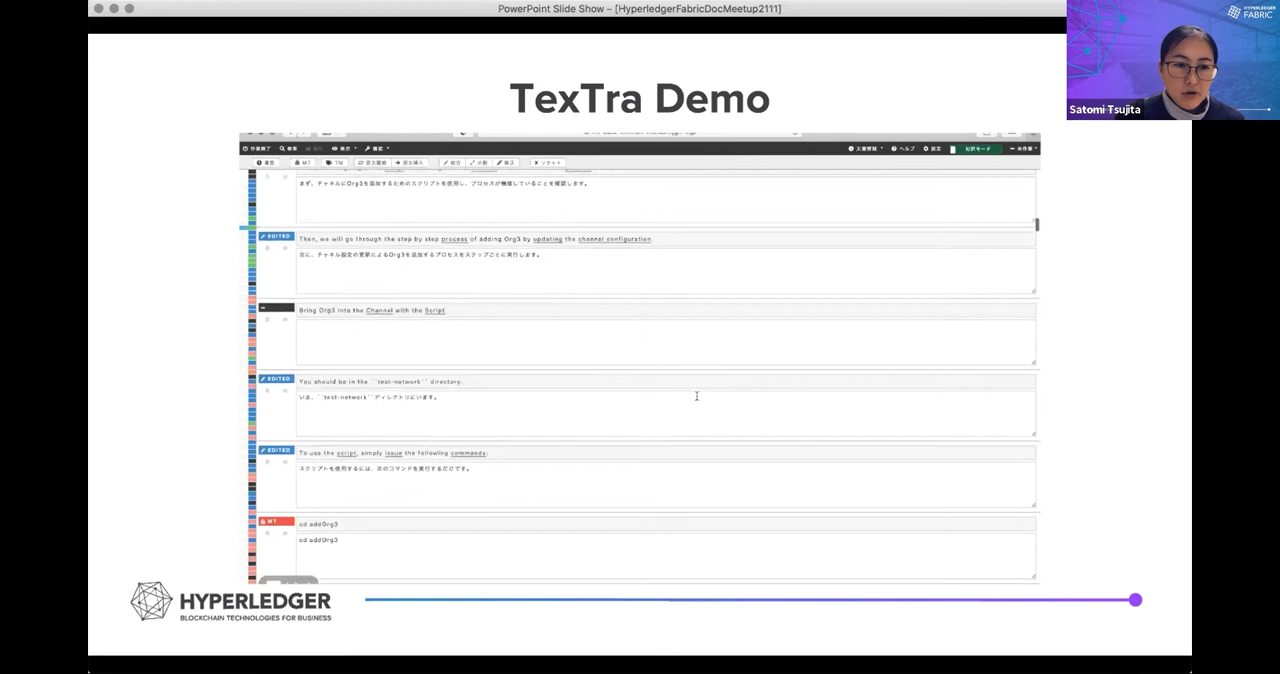 PowerPoint Slide Show – [HyperledgerFabricDocMeetup2111]
HYPERLEDGER
FABRIC
Satomi Tsujita
TexTra Demo
MT
TM
まず、チャネルにOrg3を追加するためのスクリプトを使用し、プロセスが機能していることを確認します。
EDITED
Then, we will go through the step by step process of adding Org3 by updating the channel configuration.
次に、チャネル設定の更新によるOrg3を追加するプロセスをステップごとに実行します。
Bring Org3 into the Channel with the Script
EDITED
You should be in the ``test-network`` directory.
いま、``test-network``ディレクトリにいます。
EDITED
To use the script, simply issue the following commands:
スクリプトを使用するには、次のコマンドを実行するだけです。
MT
cd addOrg3
cd addOrg3
HYPERLEDGER
BLOCKCHAIN TECHNOLOGIES FOR BUSINESS